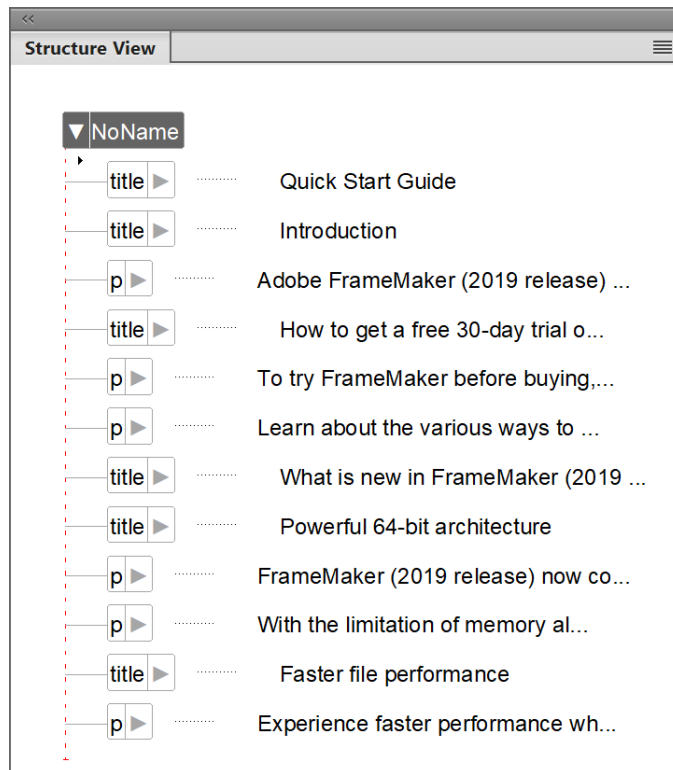 <<
Structure View
NoName
title Quick Start Guide
title Introduction
p Adobe FrameMaker (2019 release) ...
title How to get a free 30-day trial o...
p To try FrameMaker before buying,...
p Learn about the various ways to ...
title What is new in FrameMaker (2019 ...
title Powerful 64-bit architecture
p FrameMaker (2019 release) now co...
p With the limitation of memory al...
title Faster file performance
p Experience faster performance wh...